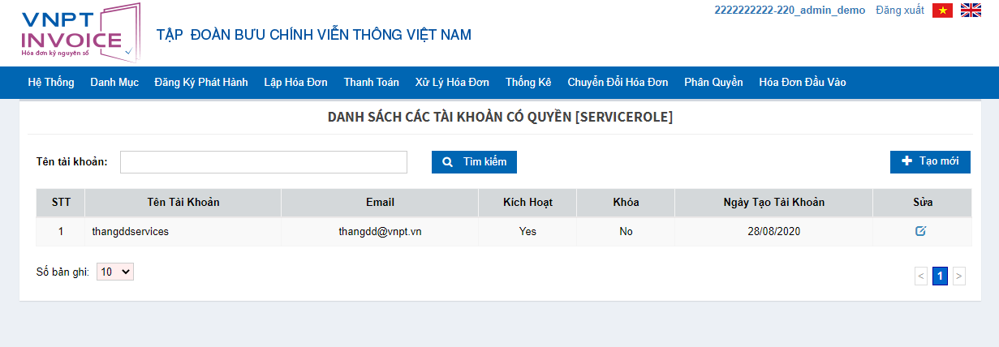 2222222222-220_admin_demo Đăng xuất
VNPT
INVOICE
Hóa đơn kỷ nguyên số
TẬP ĐOÀN BƯU CHÍNH VIỄN THÔNG VIỆT NAM
Hệ Thống Danh Mục Đăng Ký Phát Hành Lập Hóa Đơn Thanh Toán Xử Lý Hóa Đơn Thống Kê Chuyển Đổi Hóa Đơn Phân Quyền Hóa Đơn Đầu Vào
DANH SÁCH CÁC TÀI KHOẢN CÓ QUYỀN [SERVICEROLE]
Tên tài khoản: Tìm kiếm Tạo mới
STT Tên Tài Khoản Email Kích Hoạt Khóa Ngày Tạo Tài Khoản Sửa
1 thangddservices thangdd@vnpt.vn Yes No 28/08/2020
Số bản ghi: 10
< 1 >